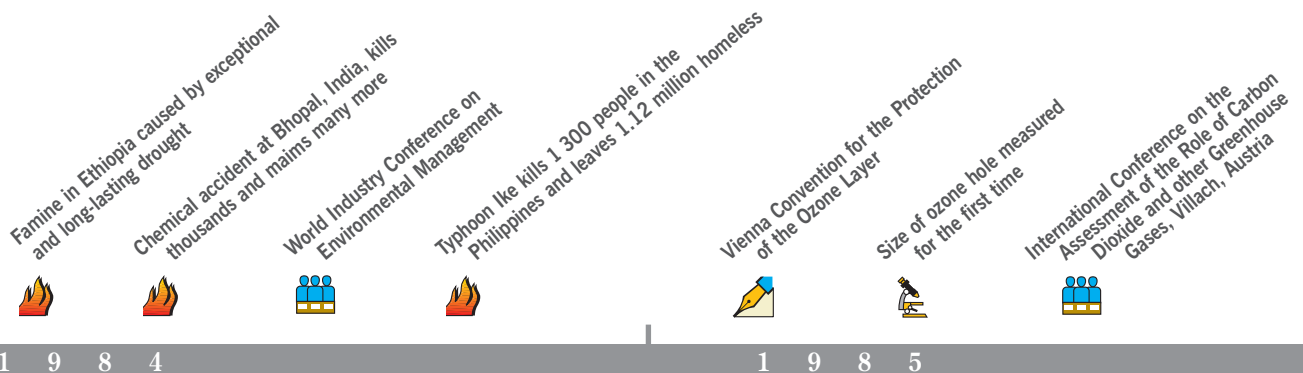 Famine in Ethiopia caused by exceptional
and long-lasting drought
Chemical accident at Bhopal, India, kills
thousands and maims many more
World Industry Conference on
Environmental Management
Typhoon Ike kills 1 300 people in the
Philippines and leaves 1.12 million homeless
Vienna Convention for the Protection
of the Ozone Layer
Size of ozone hole measured
for the first time
International Conference on the
Assessment of the Role of Carbon
Dioxide and other Greenhouse
Gases, Villach, Austria
1 9 8 4
1 9 8 5